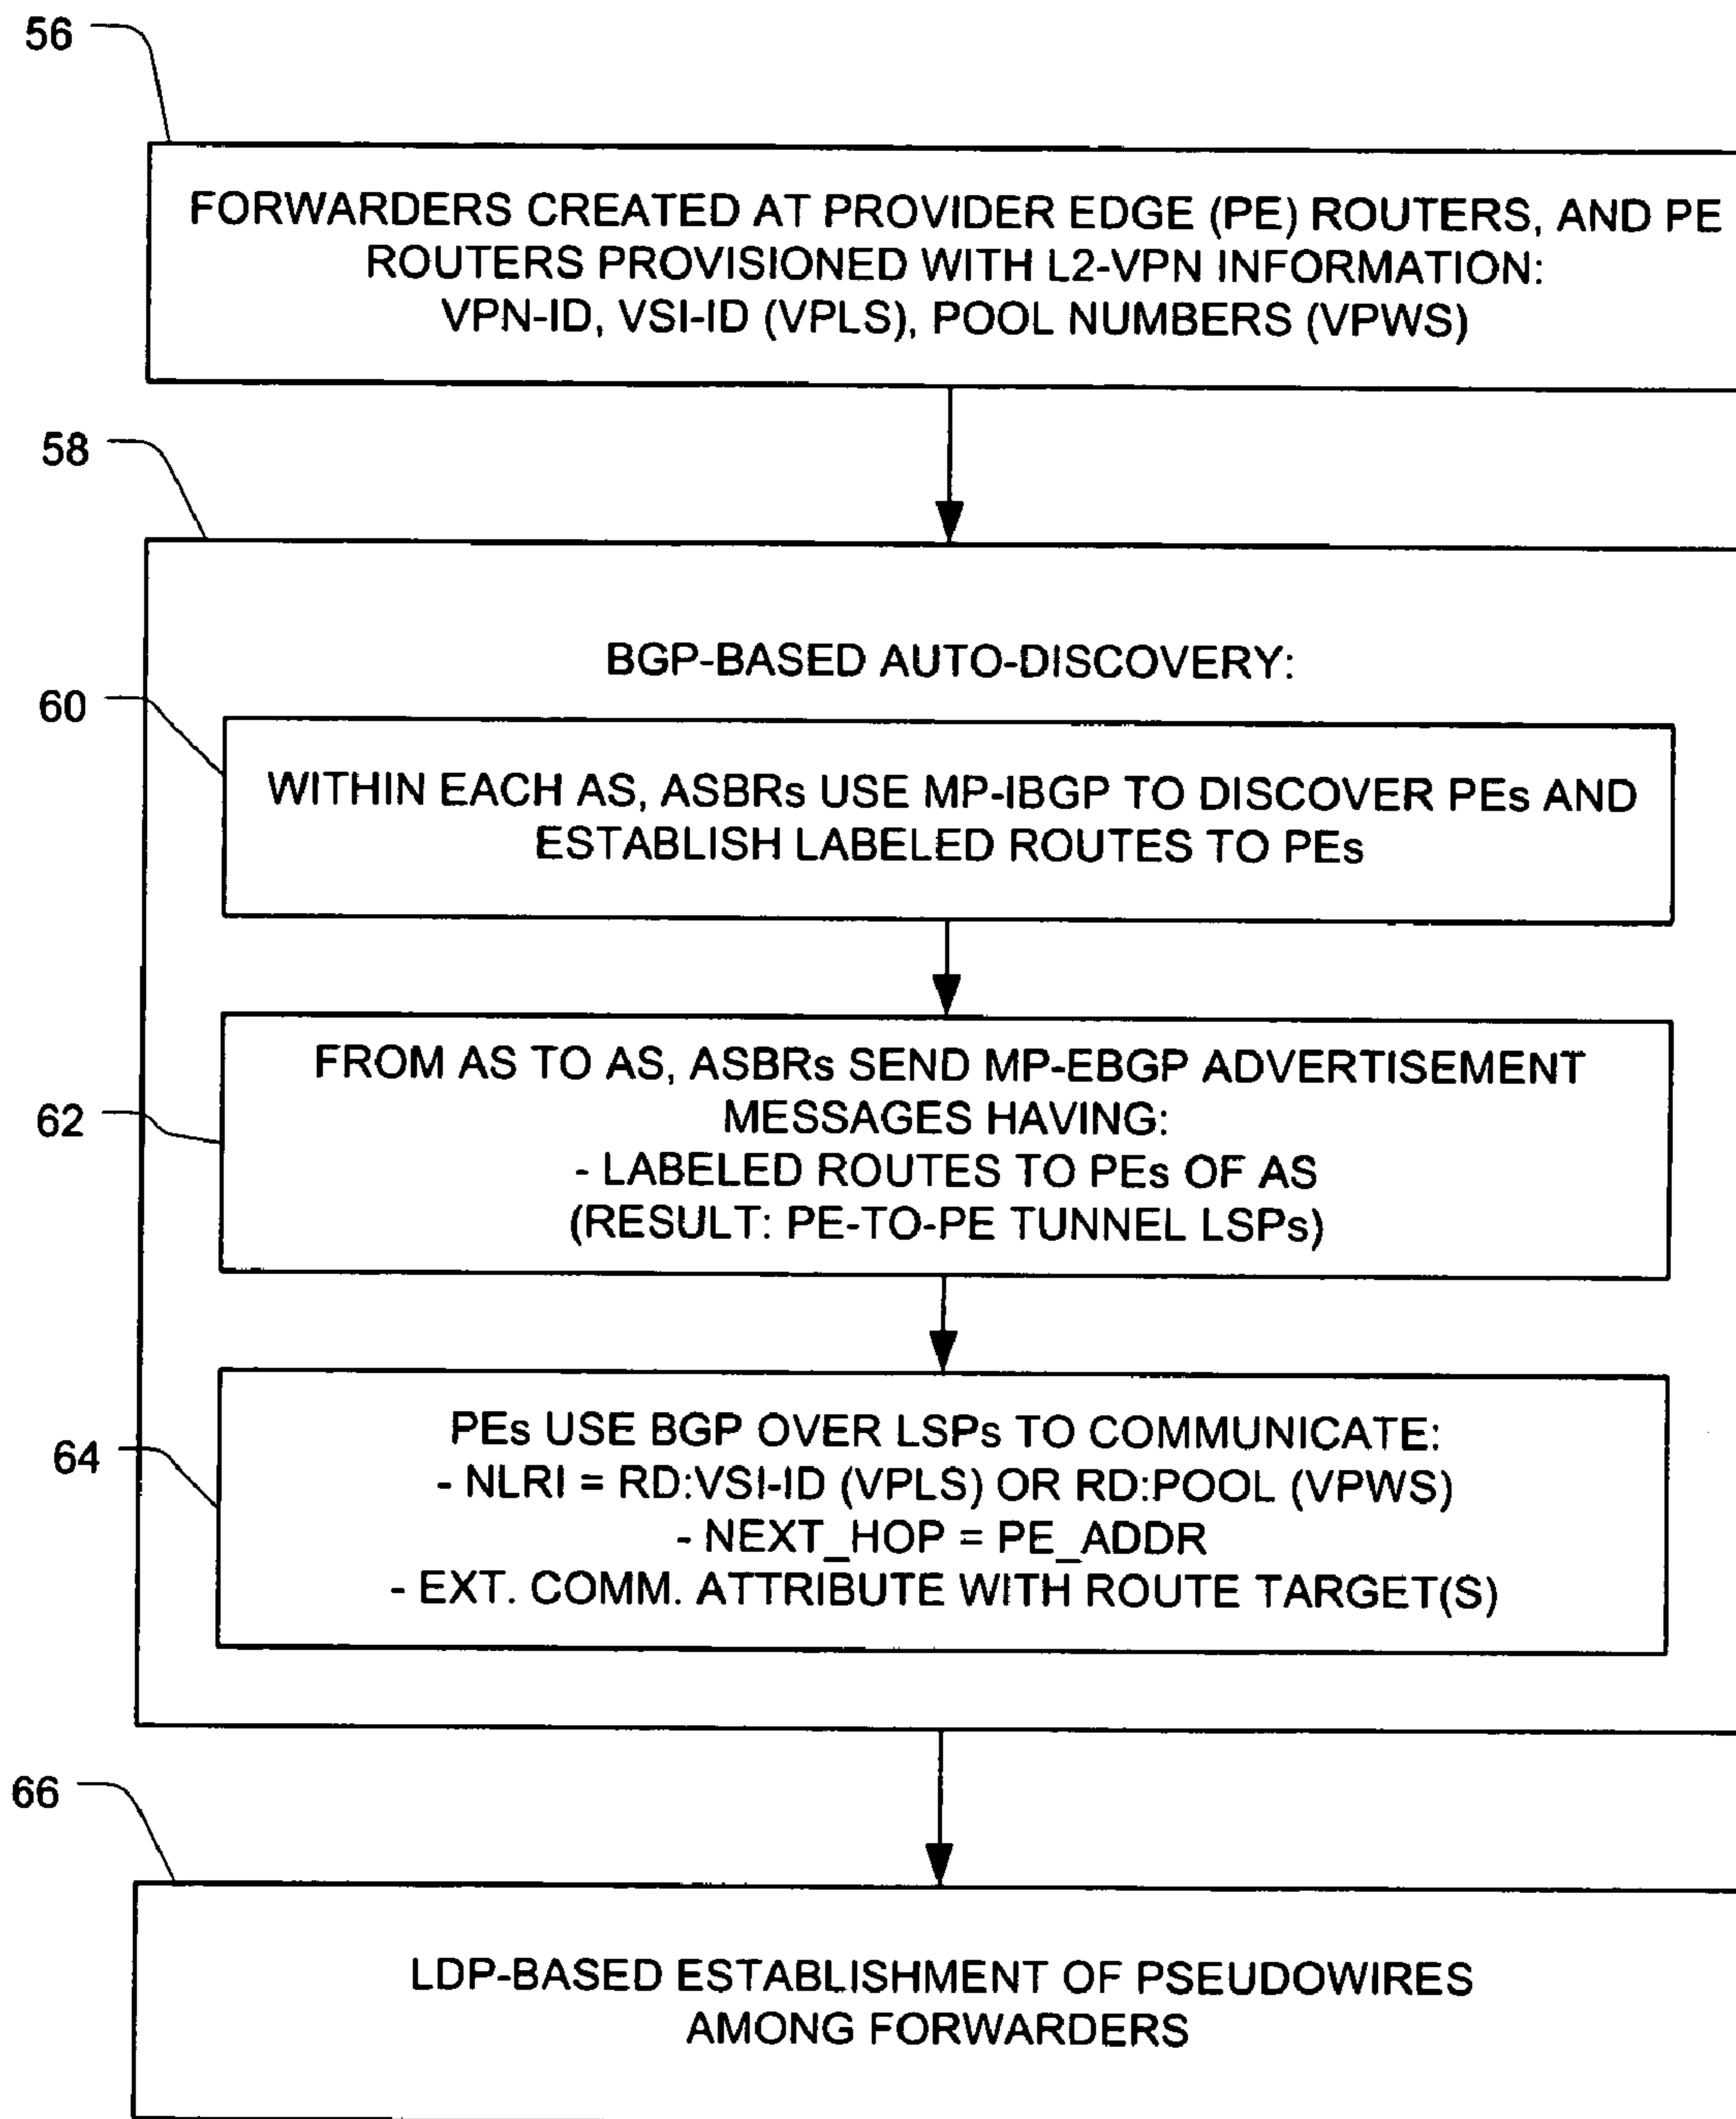 56
FORWARDERS CREATED AT PROVIDER EDGE (PE) ROUTERS, AND PE
ROUTERS PROVISIONED WITH L2-VPN INFORMATION:
VPN-ID, VSI-ID (VPLS), POOL NUMBERS (VPWS)
58
BGP-BASED AUTO-DISCOVERY:
60
WITHIN EACH AS, ASBRs USE MP-IBGP TO DISCOVER PEs AND
ESTABLISH LABELED ROUTES TO PEs
62
FROM AS TO AS, ASBRs SEND MP-EBGP ADVERTISEMENT
MESSAGES HAVING:
- LABELED ROUTES TO PEs OF AS
(RESULT: PE-TO-PE TUNNEL LSPs)
64
PEs USE BGP OVER LSPs TO COMMUNICATE:
- NLRI = RD:VSI-ID (VPLS) OR RD:POOL (VPWS)
- NEXT_HOP = PE_ADDR
- EXT. COMM. ATTRIBUTE WITH ROUTE TARGET(S)
66
LDP-BASED ESTABLISHMENT OF PSEUDOWIRES
AMONG FORWARDERS